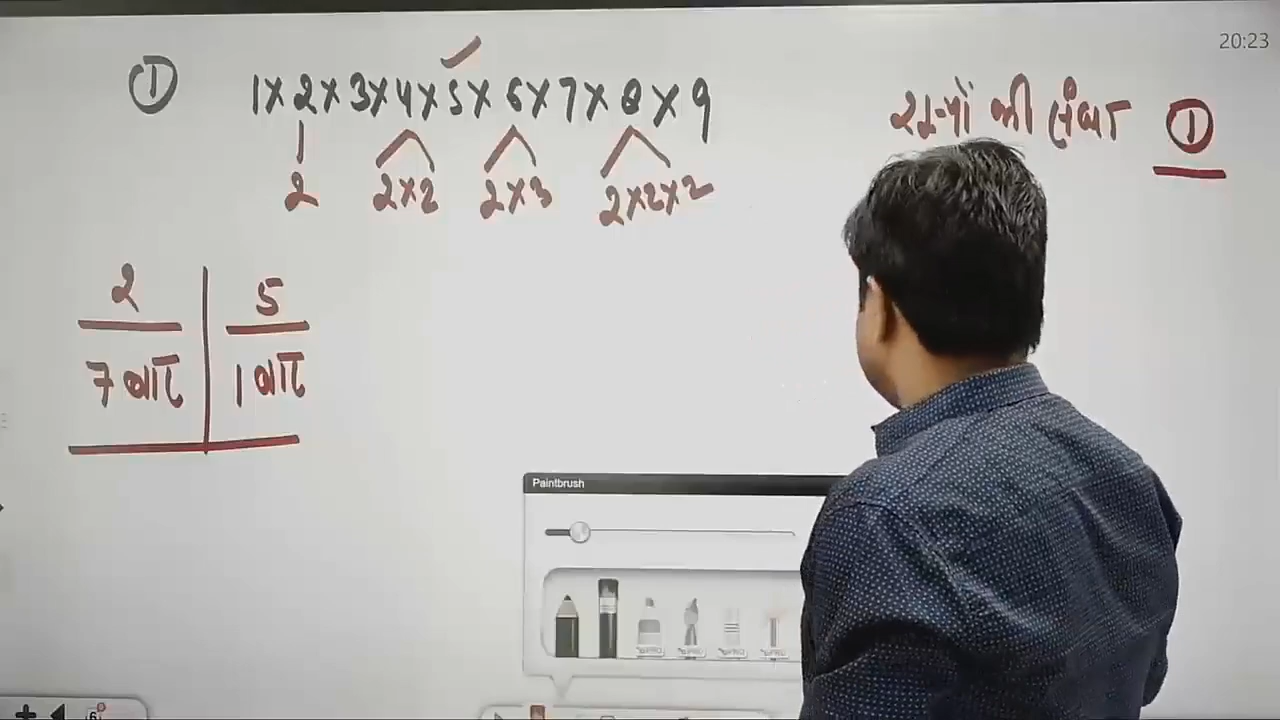 20:23
① 1×2×3×4×5×6×7×8×9
2 2×2 2×3 2×2×2
की संख्या ①
2 5
7 बार 1 बार
Paintbrush